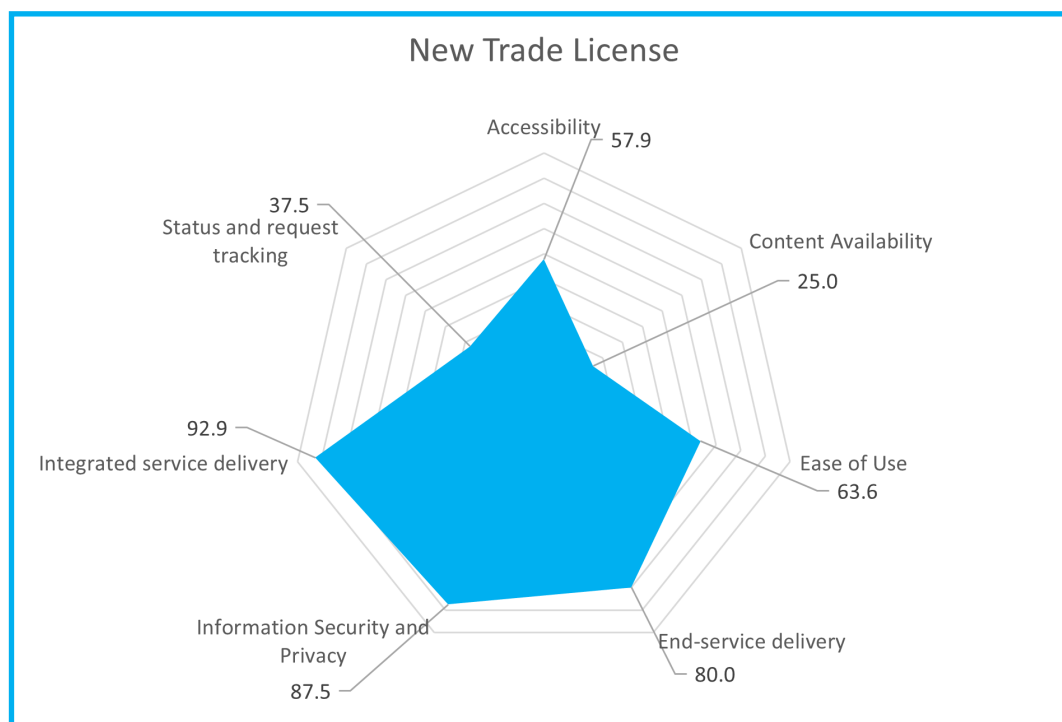 New Trade License
Accessibility
57.9
Content Availability
25.0
Ease of Use
63.6
End-service delivery
80.0
Information Security and
Privacy
87.5
Integrated service delivery
92.9
Status and request
tracking
37.5